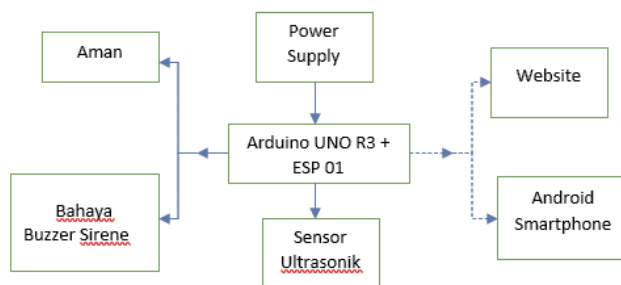 Power
Supply
Aman
Website
Arduino UNO R3 +
ESP 01
Bahaya
Buzzer Sirene
Android
Smartphone
Sensor
Ultrasonik